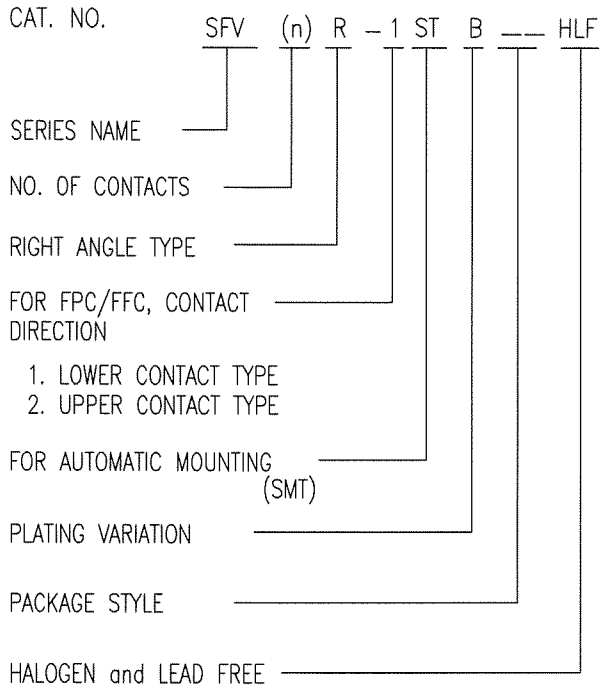 CAT. NO. SFV (n) R - 1 ST B __ HLF
SERIES NAME
NO. OF CONTACTS
RIGHT ANGLE TYPE
FOR FPC/FFC, CONTACT
DIRECTION
1. LOWER CONTACT TYPE
2. UPPER CONTACT TYPE
FOR AUTOMATIC MOUNTING
(SMT)
PLATING VARIATION
PACKAGE STYLE
HALOGEN and LEAD FREE